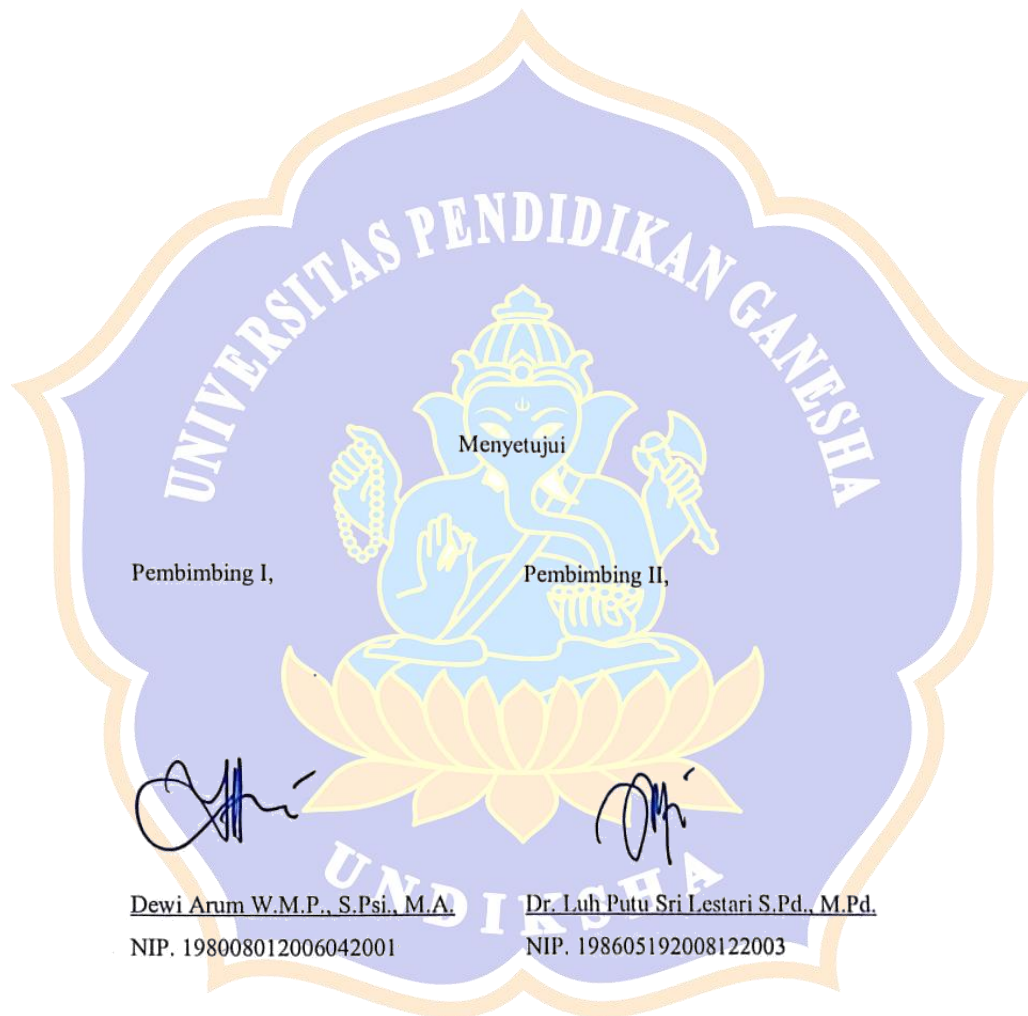 UNIVERSITAS PENDIDIKAN GANESHA
Menyetujui
Pembimbing I, Pembimbing II,
UNDIKSHA
Dewi Arum W.M.P., S.Psi., M.A. Dr. Luh Putu Sri Lestari S.Pd., M.Pd.
NIP. 198008012006042001 NIP. 198605192008122003